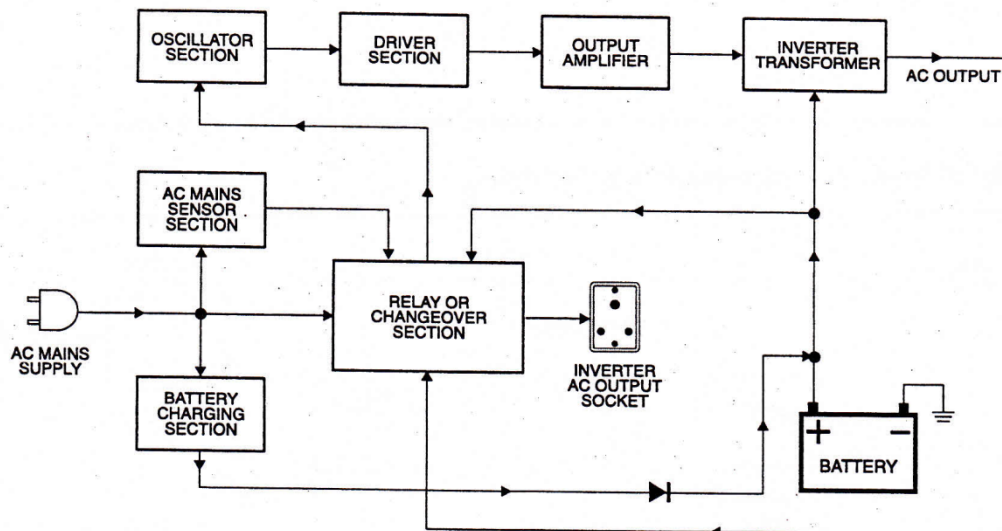 OSCILLATOR
SECTION
DRIVER
SECTION
OUTPUT
AMPLIFIER
INVERTER
TRANSFORMER
AC OUTPUT
AC MAINS
SENSOR
SECTION
RELAY OR
CHANGEOVER
SECTION
AC MAINS
SUPPLY
INVERTER
AC OUTPUT
SOCKET
BATTERY
CHARGING
SECTION
+ −
BATTERY